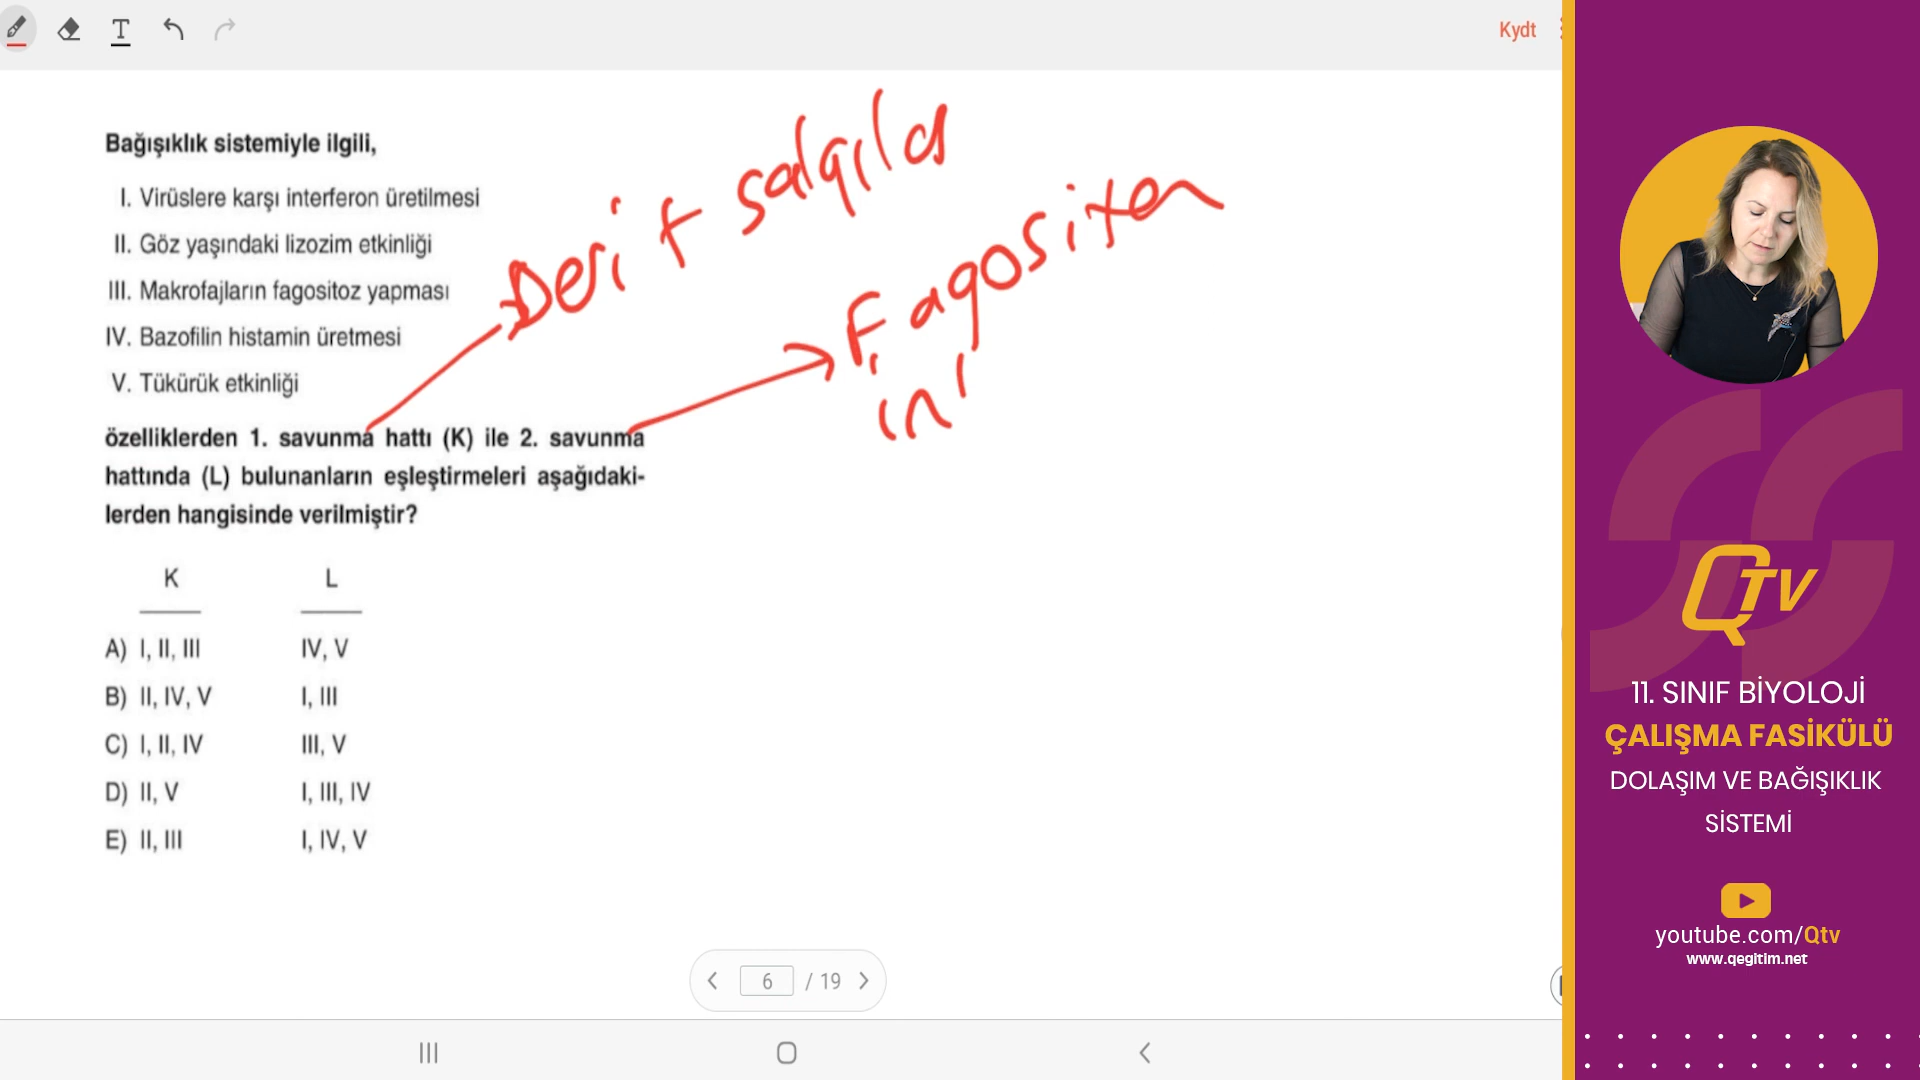 T
Kydt
Bağışıklık sistemiyle ilgili,
I. Virüslere karşı interferon üretilmesi
II. Göz yaşındaki lizozim etkinliği
III. Makrofajların fagositoz yapması
IV. Bazofilin histamin üretmesi
V. Tükürük etkinliği
özelliklerden 1. savunma hattı (K) ile 2. savunma
hattında (L) bulunanların eşleştirmeleri aşağıdaki-
lerden hangisinde verilmiştir?
K L
A) I, II, III IV, V
B) II, IV, V I, III
C) I, II, IV III, V
D) II, V I, III, IV
E) II, III I, IV, V
Deri + salgıla
Fagositer
6 / 19
QTV
11. SINIF BİYOLOJİ
ÇALIŞMA FASİKÜLÜ
DOLAŞIM VE BAĞIŞIKLIK
SİSTEMİ
youtube.com/Qtv
www.qegitim.net